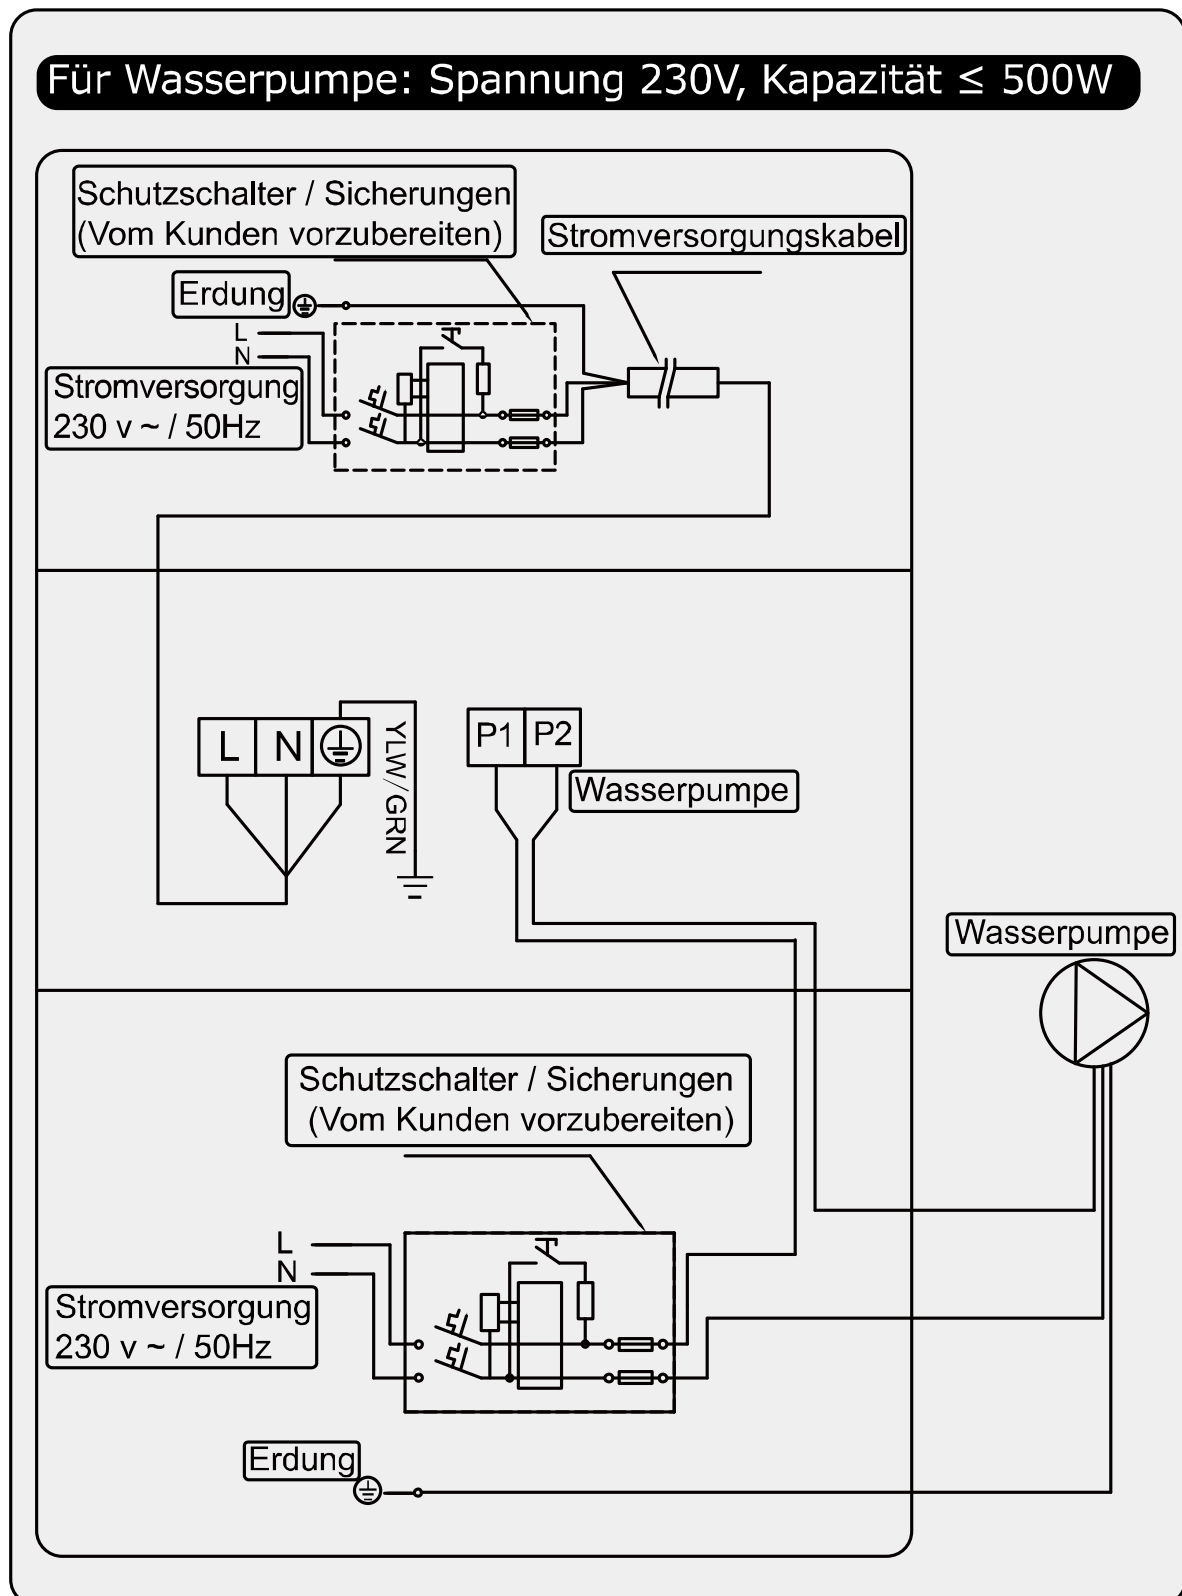 Für Wasserpumpe: Spannung 230V, Kapazität ≤ 500W
Schutzschalter / Sicherungen
(Vom Kunden vorzubereiten)
Stromversorgungskabel
Erdung
L
N
Stromversorgung
230 v ~ / 50Hz
L N
YLW/GRN
P1 P2
Wasserpumpe
Wasserpumpe
Schutzschalter / Sicherungen
(Vom Kunden vorzubereiten)
L
N
Stromversorgung
230 v ~ / 50Hz
Erdung